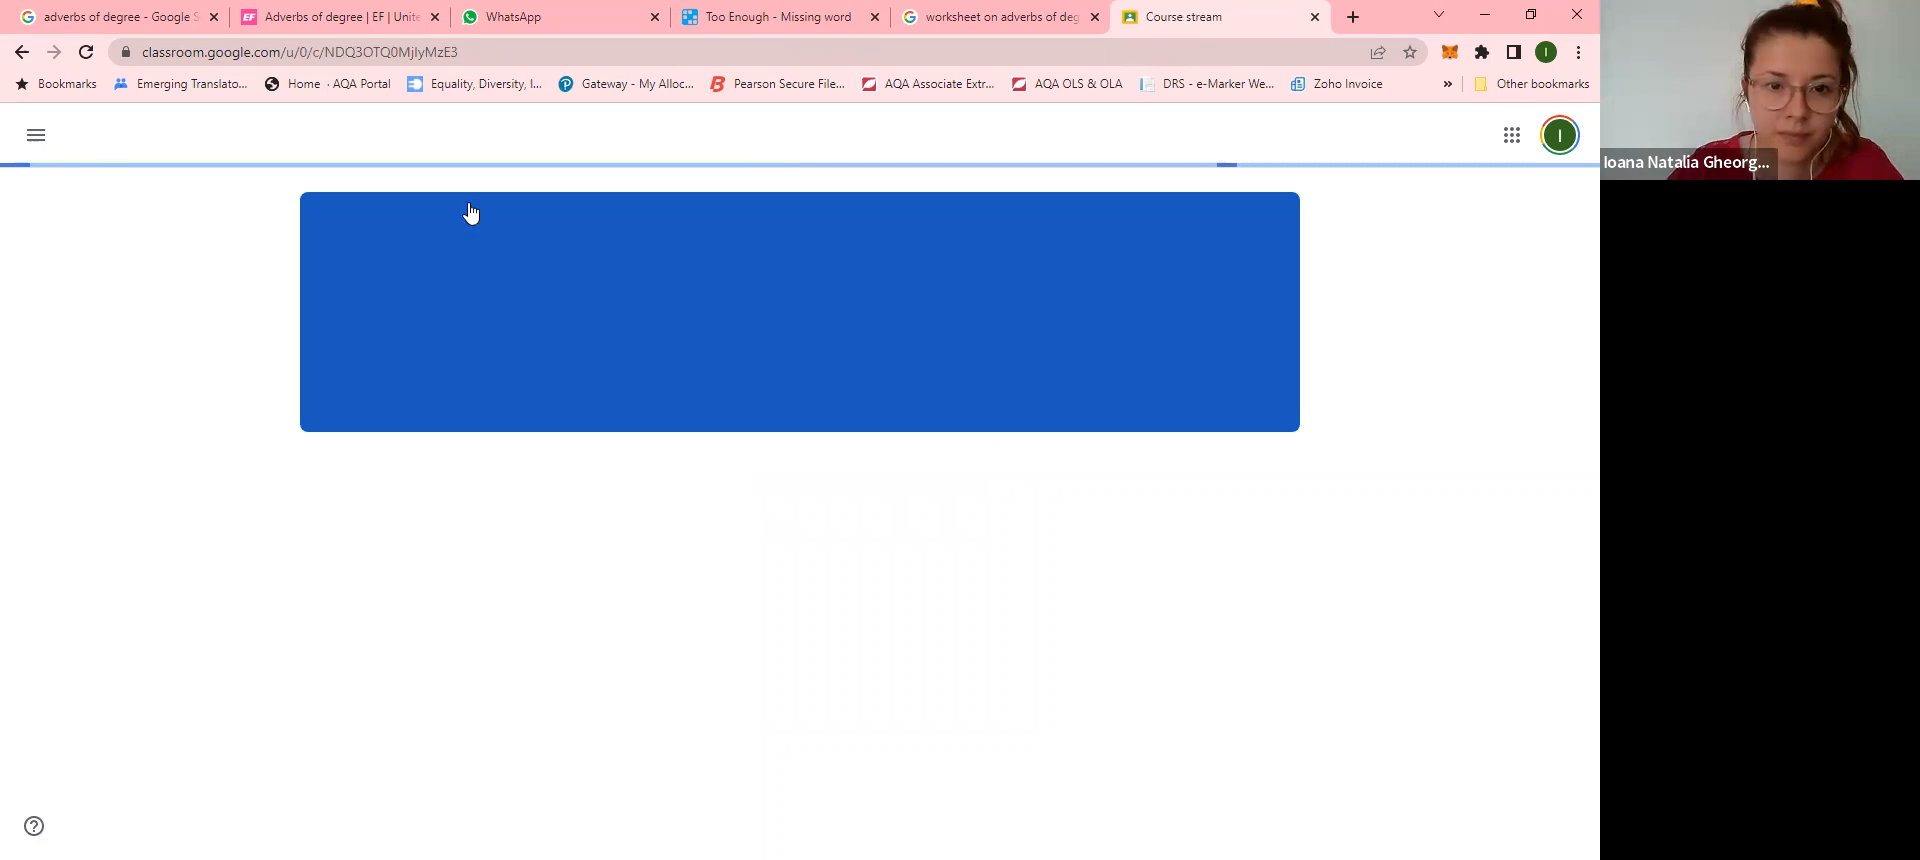 adverbs of degree - Google S
Adverbs of degree | EF | Unite
WhatsApp
Too Enough - Missing word
worksheet on adverbs of deg
Course stream
classroom.google.com/u/0/c/NDQ3OTQ0MjIyMzE3
Bookmarks
Emerging Translato...
Home · AQA Portal
Equality, Diversity, I...
Gateway - My Alloc...
Pearson Secure File...
AQA Associate Extr...
AQA OLS & OLA
DRS - e-Marker We...
Zoho Invoice
»
Other bookmarks
I
I
Ioana Natalia Gheorg...